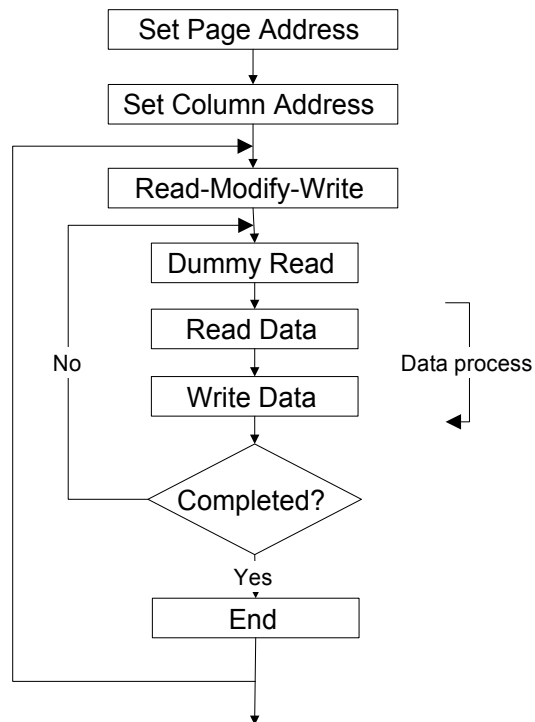 Set Page Address
Set Column Address
Read-Modify-Write
Dummy Read
Read Data
No
Data process
Write Data
Completed?
Yes
End